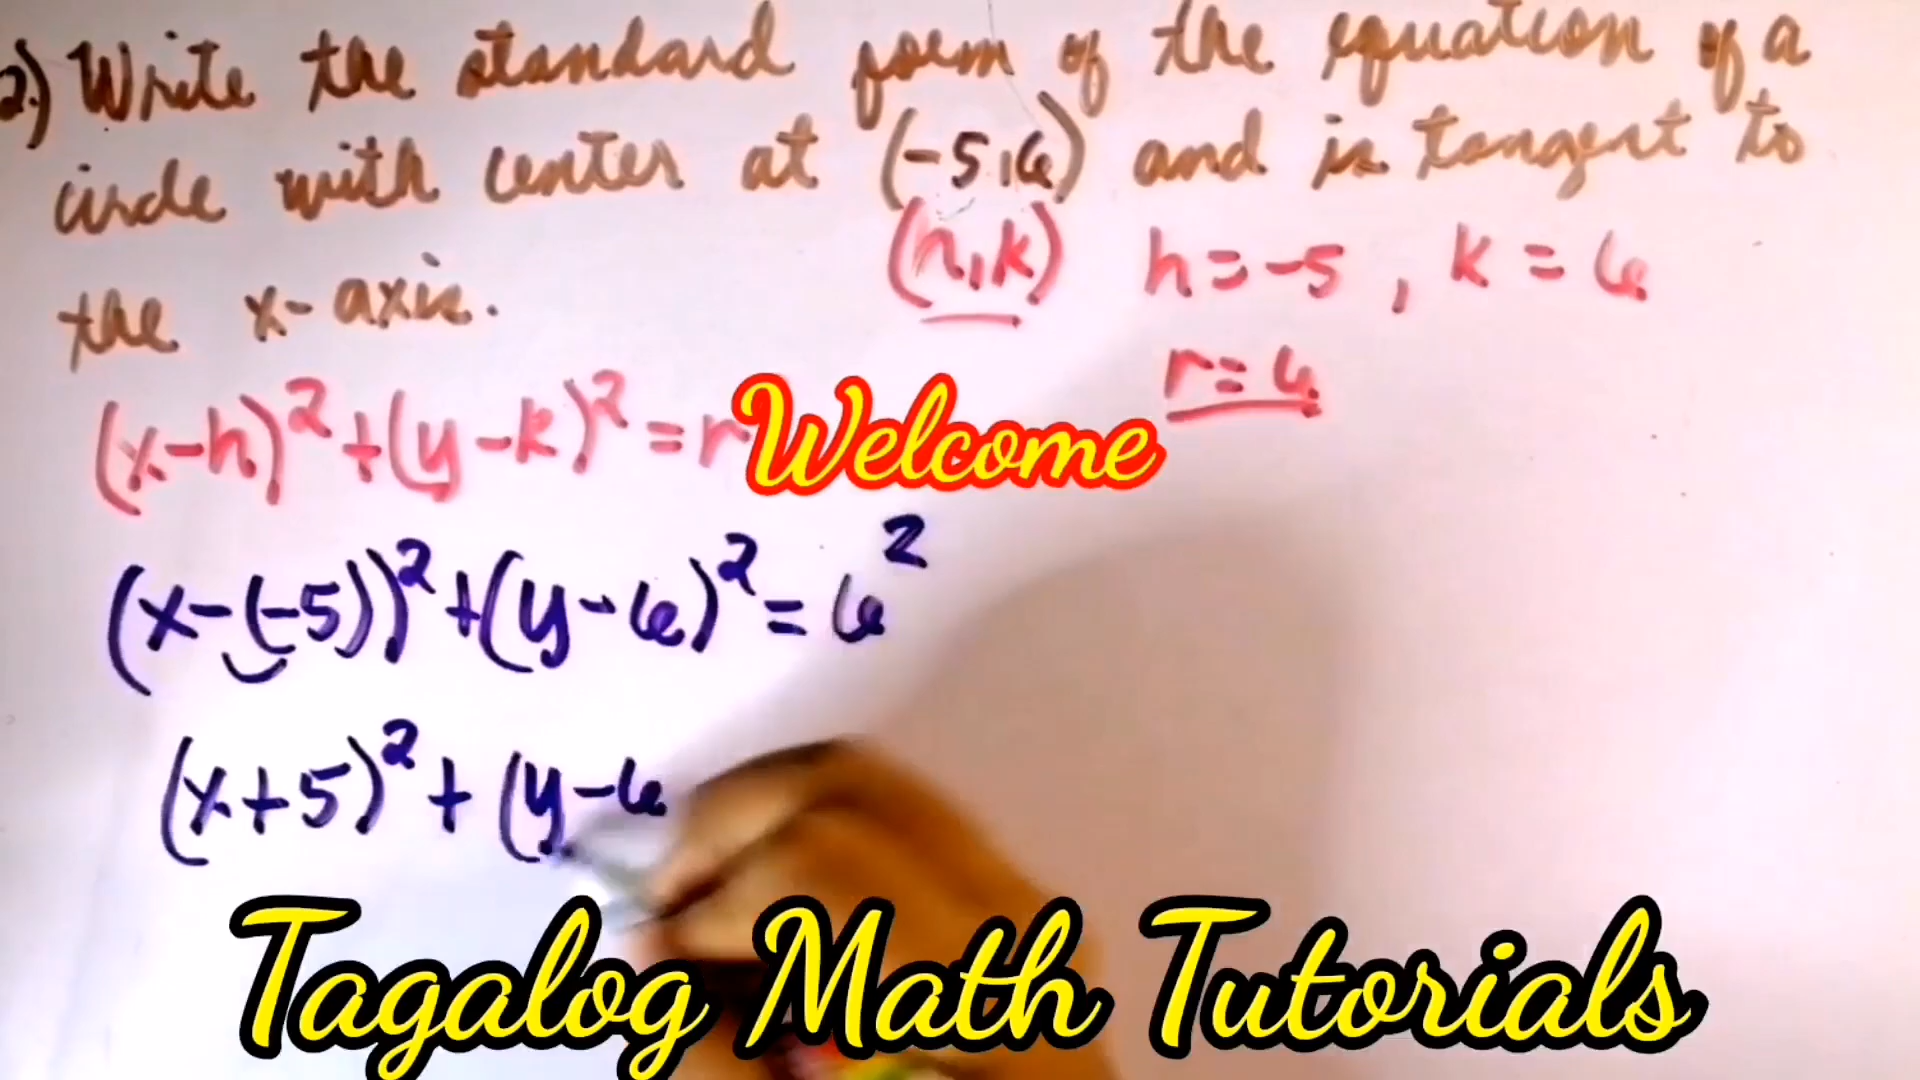 2.) Write the standard form of the equation of a
circle with center at (-5,6) and is tangent to
the x-axis.
(h,k) h=-5, k=6
r=6
(x-h)²+(y-k)²=r
Welcome
(x-(-5))²+(y-6)²=6²
(x+5)²+(y-6
Tagalog Math Tutorials